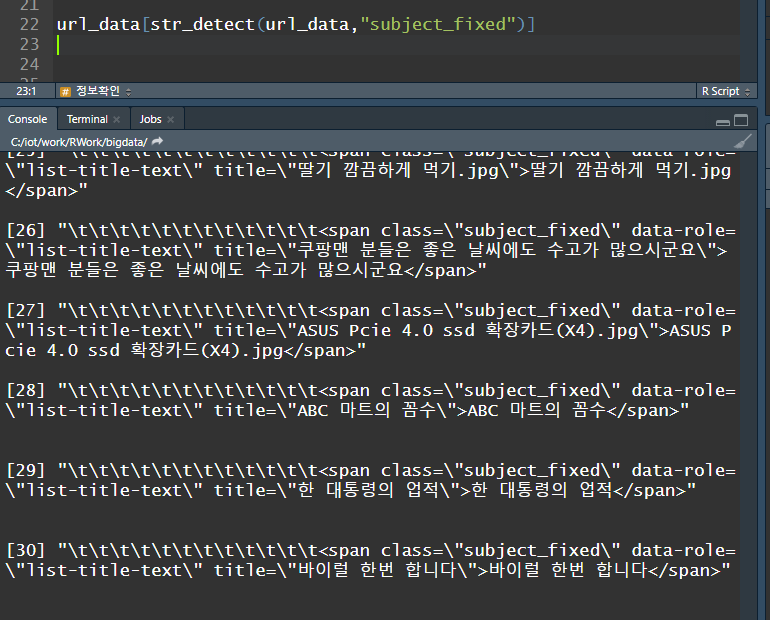 21
22 url_data[str_detect(url_data,"subject_fixed")]
23
24
23:1 # 정보확인 R Script
Console Terminal Jobs
C:/iot/work/RWork/bigdata/
[25] "\t\t\t\t\t\t\t\t\t\t\t<span class=\"subject_fixed\" data-role=
\"list-title-text\" title=\"딸기 깜끔하게 먹기.jpg\">딸기 깜끔하게 먹기.jpg
</span>"
[26] "\t\t\t\t\t\t\t\t\t\t\t<span class=\"subject_fixed\" data-role=
\"list-title-text\" title=\"쿠팡맨 분들은 좋은 날씨에도 수고가 많으시군요\">
쿠팡맨 분들은 좋은 날씨에도 수고가 많으시군요</span>"
[27] "\t\t\t\t\t\t\t\t\t\t\t<span class=\"subject_fixed\" data-role=
\"list-title-text\" title=\"ASUS Pcie 4.0 ssd 확장카드(X4).jpg\">ASUS P
cie 4.0 ssd 확장카드(X4).jpg</span>"
[28] "\t\t\t\t\t\t\t\t\t\t\t<span class=\"subject_fixed\" data-role=
\"list-title-text\" title=\"ABC 마트의 꼼수\">ABC 마트의 꼼수</span>"
[29] "\t\t\t\t\t\t\t\t\t\t\t<span class=\"subject_fixed\" data-role=
\"list-title-text\" title=\"한 대통령의 업적\">한 대통령의 업적</span>"
[30] "\t\t\t\t\t\t\t\t\t\t\t<span class=\"subject_fixed\" data-role=
\"list-title-text\" title=\"바이럴 한번 합니다\">바이럴 한번 합니다</span>"